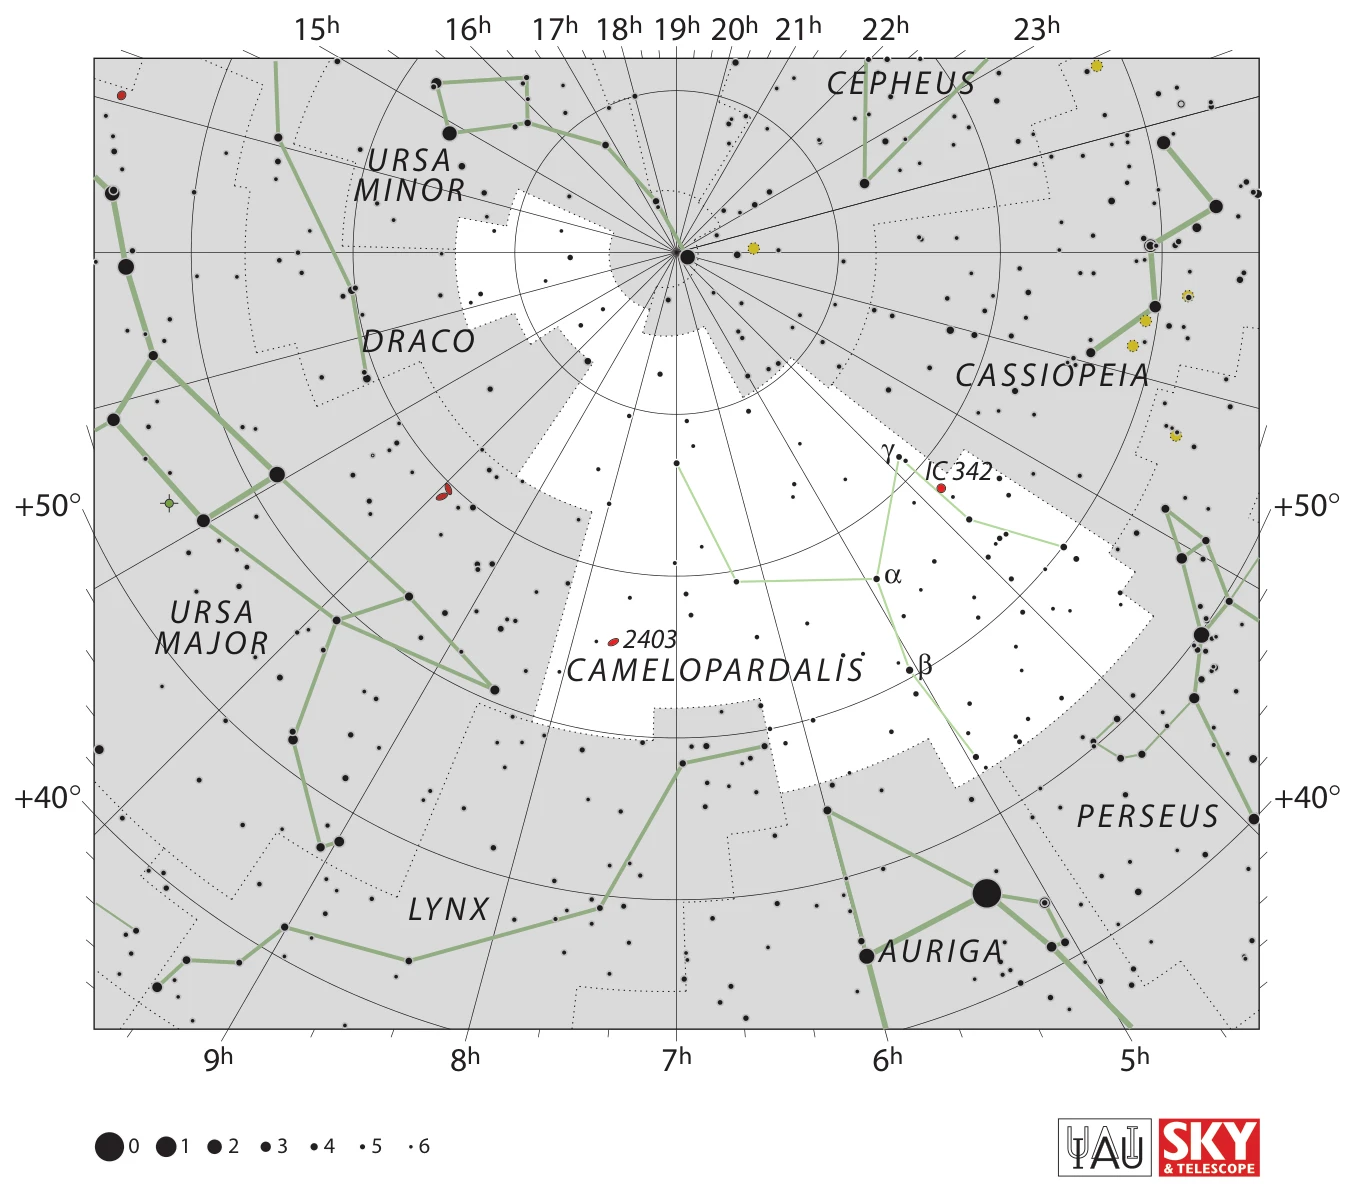 15h 16h 17h 18h 19h 20h 21h 22h 23h
CEPHEUS
URSA
MINOR
DRACO
CASSIOPEIA
γ
IC 342
+50° +50°
α
URSA
MAJOR
2403
CAMELOPARDALIS
β
+40° +40°
PERSEUS
LYNX
AURIGA
9h 8h 7h 6h 5h
0 1 2 3 4 5 6
IAU
SKY
& TELESCOPE